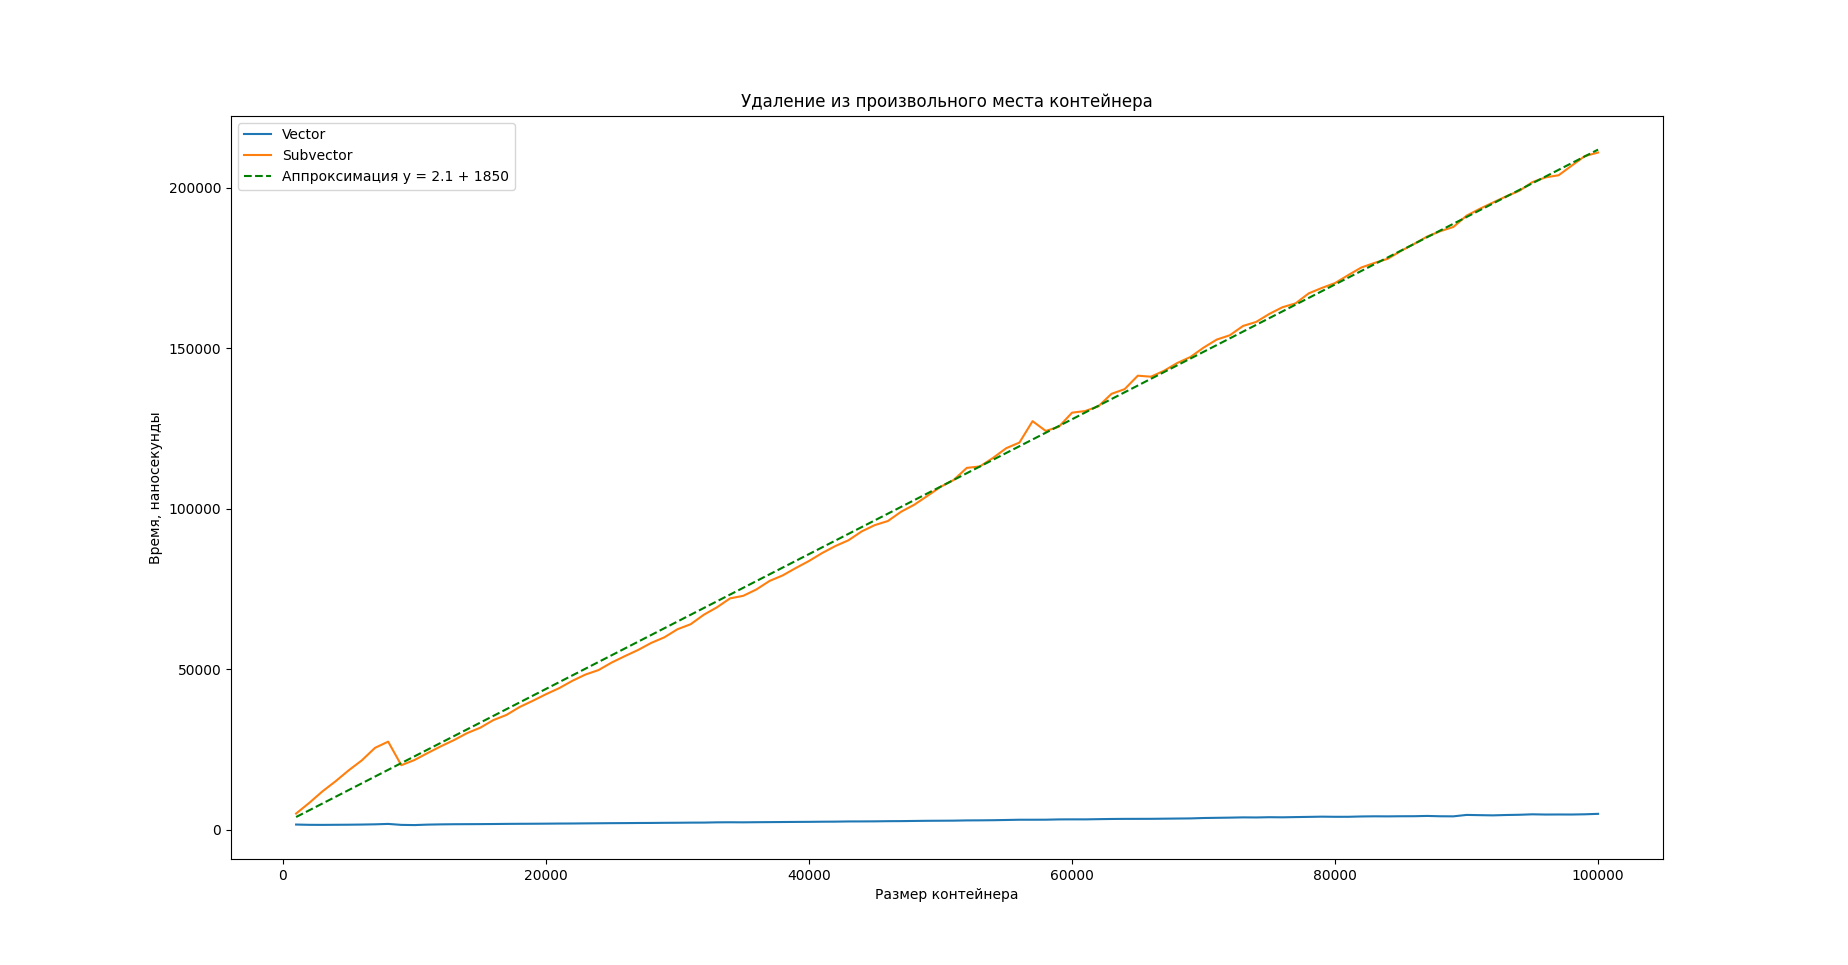 Удаление из произвольного места контейнера
Vector
Subvector
Аппроксимация y = 2.1 + 1850
200000
150000
100000
50000
0
Время, наносекунды
0 20000 40000 60000 80000 100000
Размер контейнера